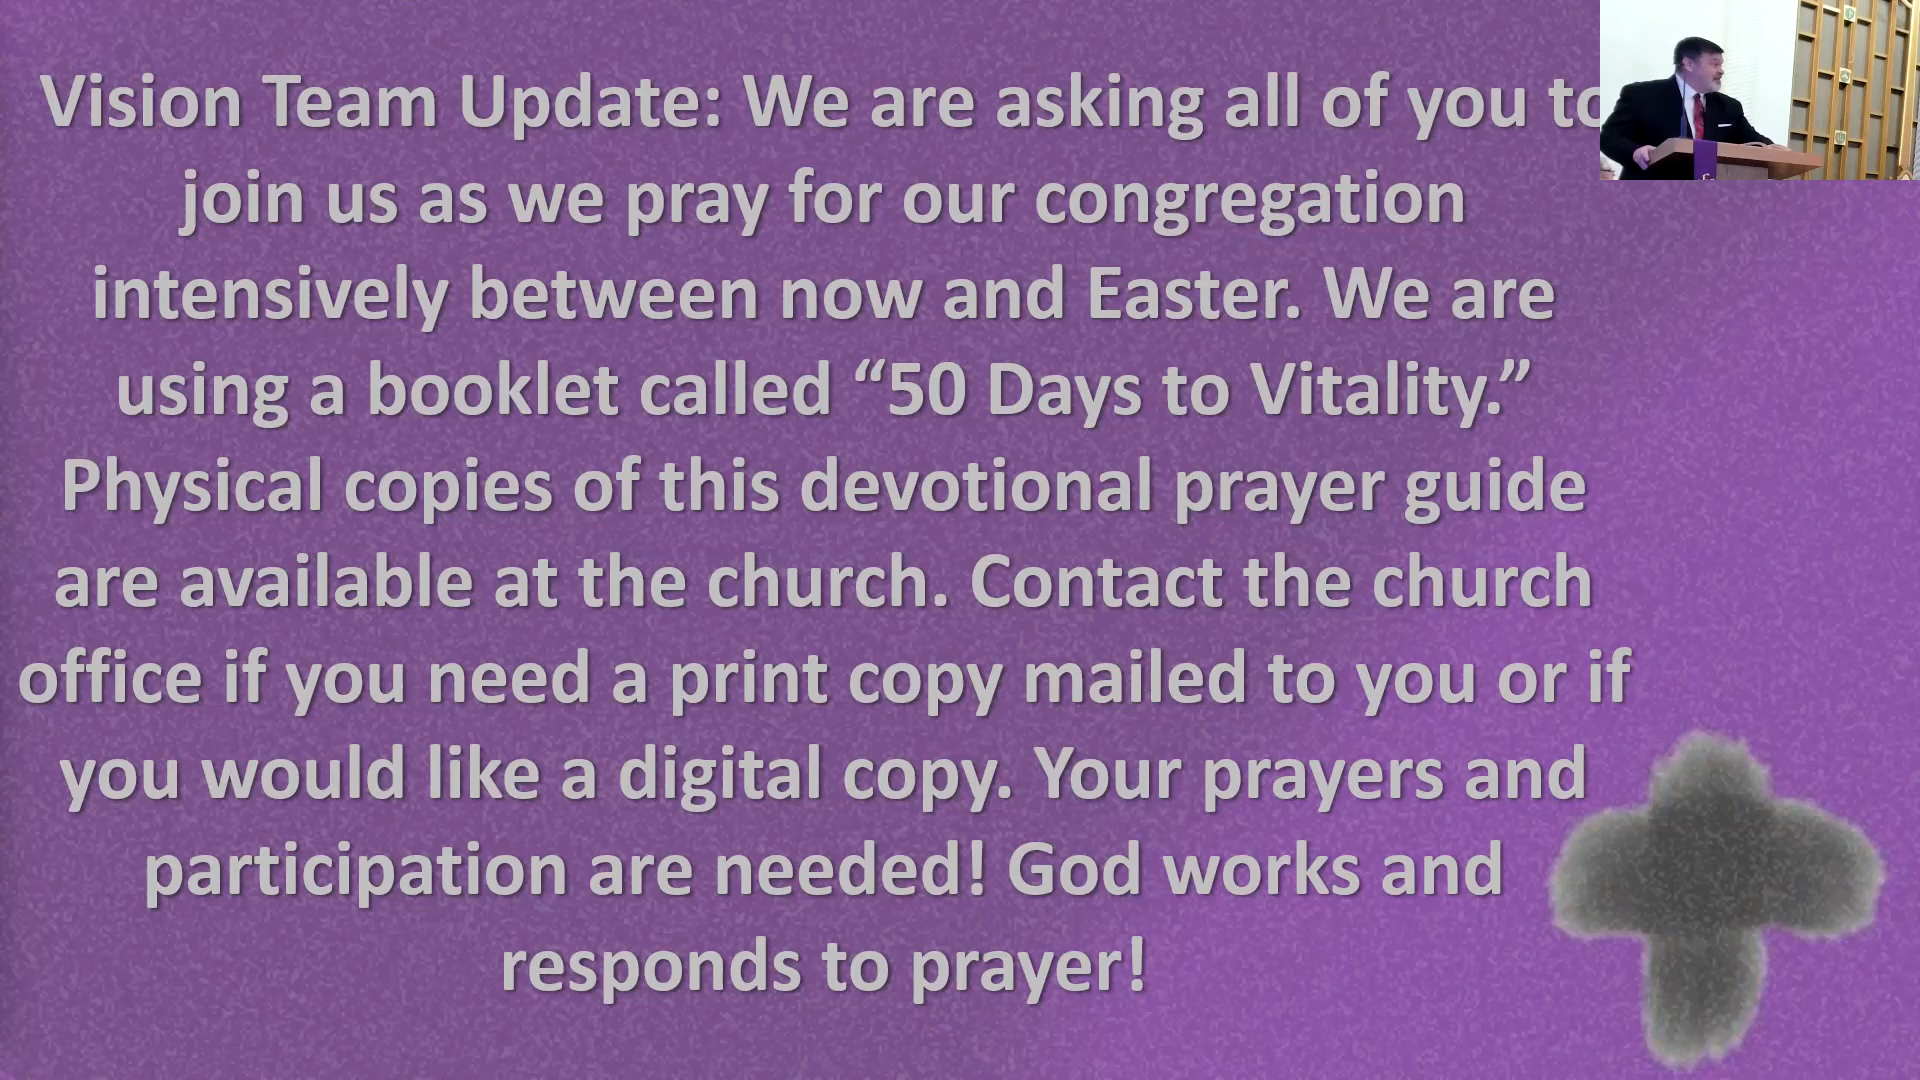 Vision Team Update: We are asking all of you to
join us as we pray for our congregation
intensively between now and Easter. We are
using a booklet called “50 Days to Vitality.”
Physical copies of this devotional prayer guide
are available at the church. Contact the church
office if you need a print copy mailed to you or if
you would like a digital copy. Your prayers and
participation are needed! God works and
responds to prayer!